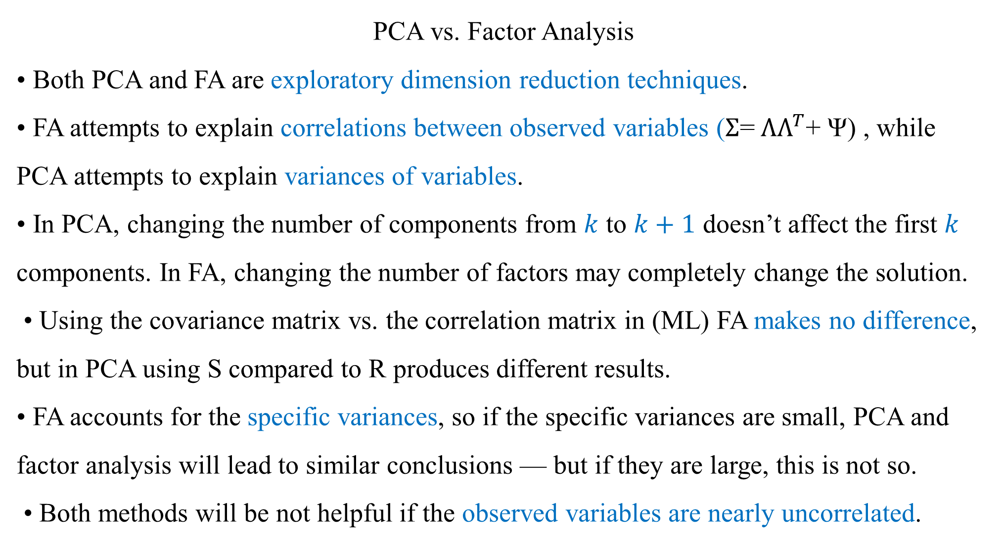 PCA vs. Factor Analysis
• Both PCA and FA are exploratory dimension reduction techniques.
• FA attempts to explain correlations between observed variables (Σ= ΛΛᵀ+ Ψ) , while
PCA attempts to explain variances of variables.
• In PCA, changing the number of components from k to k + 1 doesn’t affect the first k
components. In FA, changing the number of factors may completely change the solution.
• Using the covariance matrix vs. the correlation matrix in (ML) FA makes no difference,
but in PCA using S compared to R produces different results.
• FA accounts for the specific variances, so if the specific variances are small, PCA and
factor analysis will lead to similar conclusions — but if they are large, this is not so.
• Both methods will be not helpful if the observed variables are nearly uncorrelated.